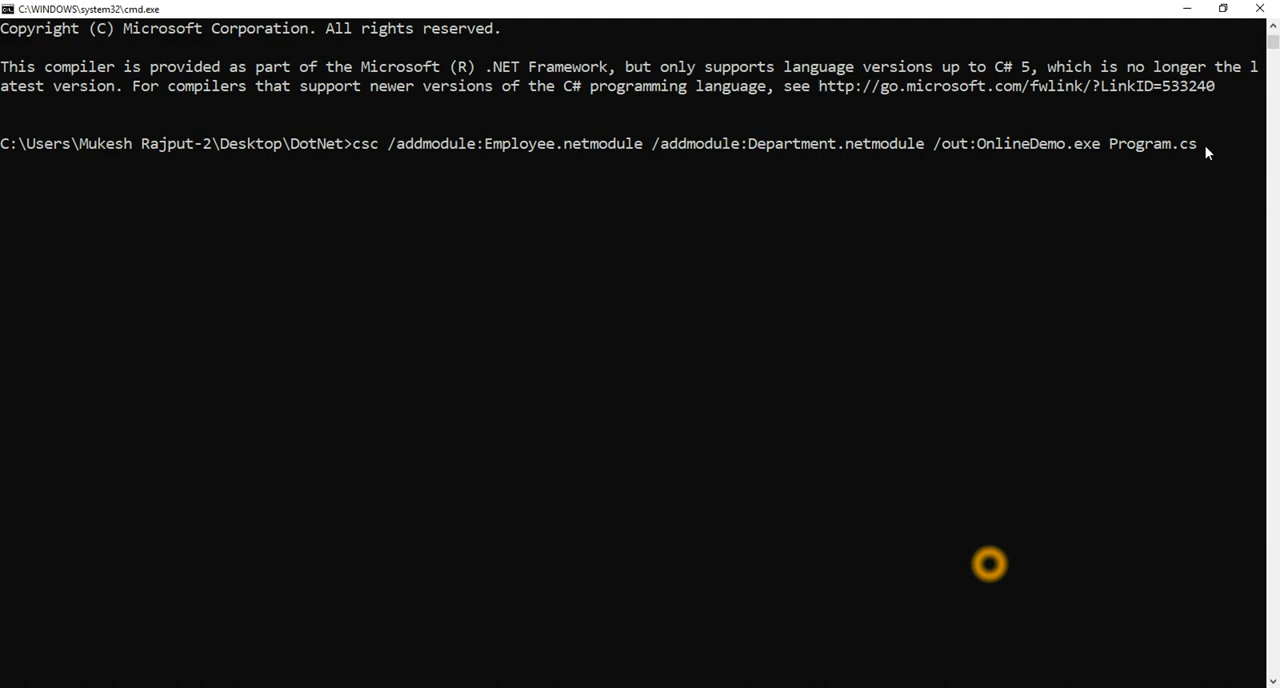 C:\WINDOWS\system32\cmd.exe
Copyright (C) Microsoft Corporation. All rights reserved.
This compiler is provided as part of the Microsoft (R) .NET Framework, but only supports language versions up to C# 5, which is no longer the l
atest version. For compilers that support newer versions of the C# programming language, see http://go.microsoft.com/fwlink/?LinkID=533240
C:\Users\Mukesh Rajput-2\Desktop\DotNet>csc /addmodule:Employee.netmodule /addmodule:Department.netmodule /out:OnlineDemo.exe Program.cs